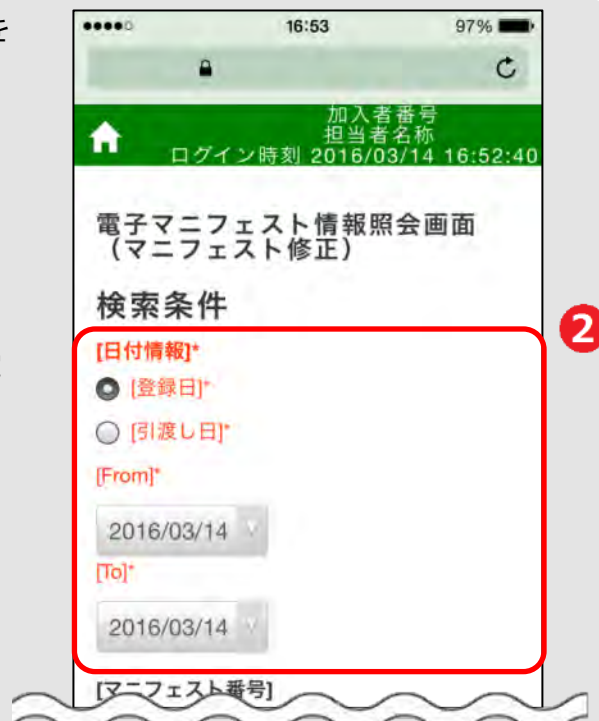 を
16:53
97%
加入者番号
担当者名称
ログイン時刻 2016/03/14 16:52:40
電子マニフェスト情報照会画面
(マニフェスト修正)
検索条件
2
[日付情報]*
[登録日]*
[引渡し日]*
[From]*
2016/03/14
[To]*
2016/03/14
[マニフェスト番号]